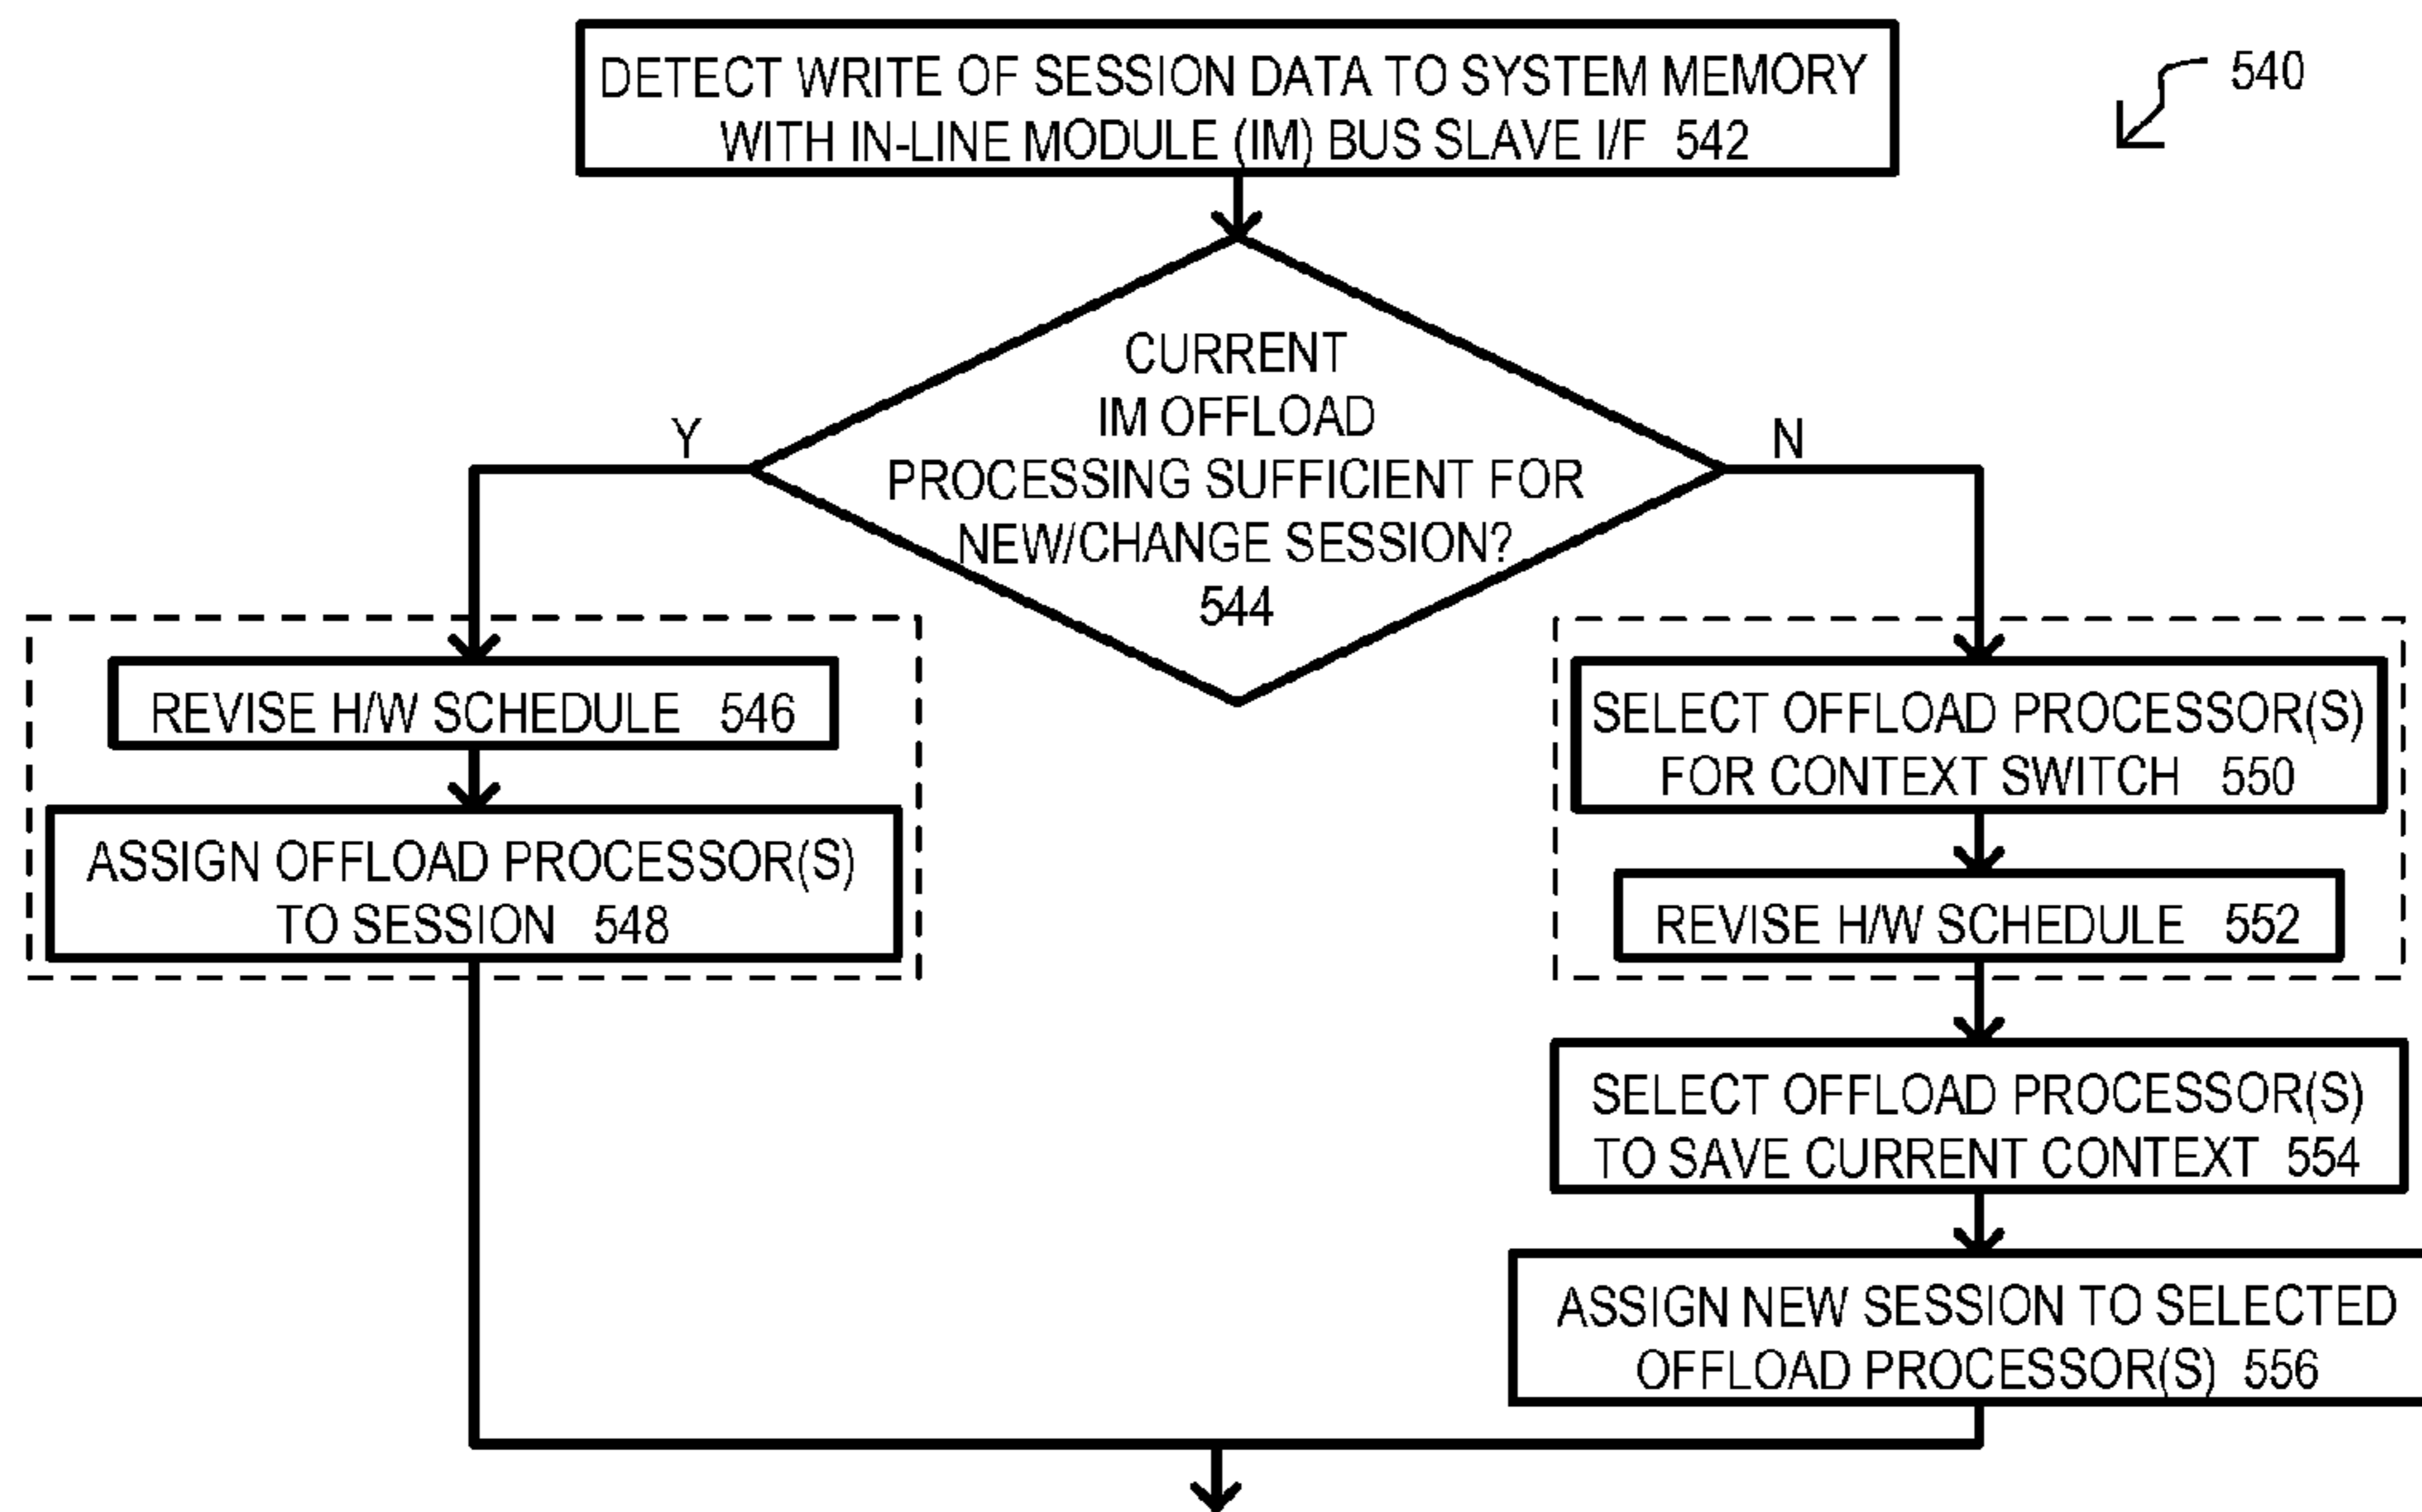 DETECT WRITE OF SESSION DATA TO SYSTEM MEMORY
WITH IN-LINE MODULE (IM) BUS SLAVE I/F 542
540
CURRENT
IM OFFLOAD
PROCESSING SUFFICIENT FOR
NEW/CHANGE SESSION?
544
Y
N
REVISE H/W SCHEDULE 546
ASSIGN OFFLOAD PROCESSOR(S)
TO SESSION 548
SELECT OFFLOAD PROCESSOR(S)
FOR CONTEXT SWITCH 550
REVISE H/W SCHEDULE 552
SELECT OFFLOAD PROCESSOR(S)
TO SAVE CURRENT CONTEXT 554
ASSIGN NEW SESSION TO SELECTED
OFFLOAD PROCESSOR(S) 556